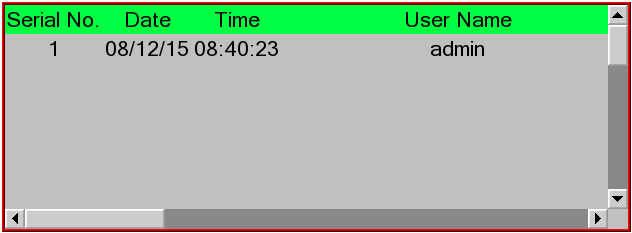 Serial No. Date Time User Name
1 08/12/15 08:40:23 admin